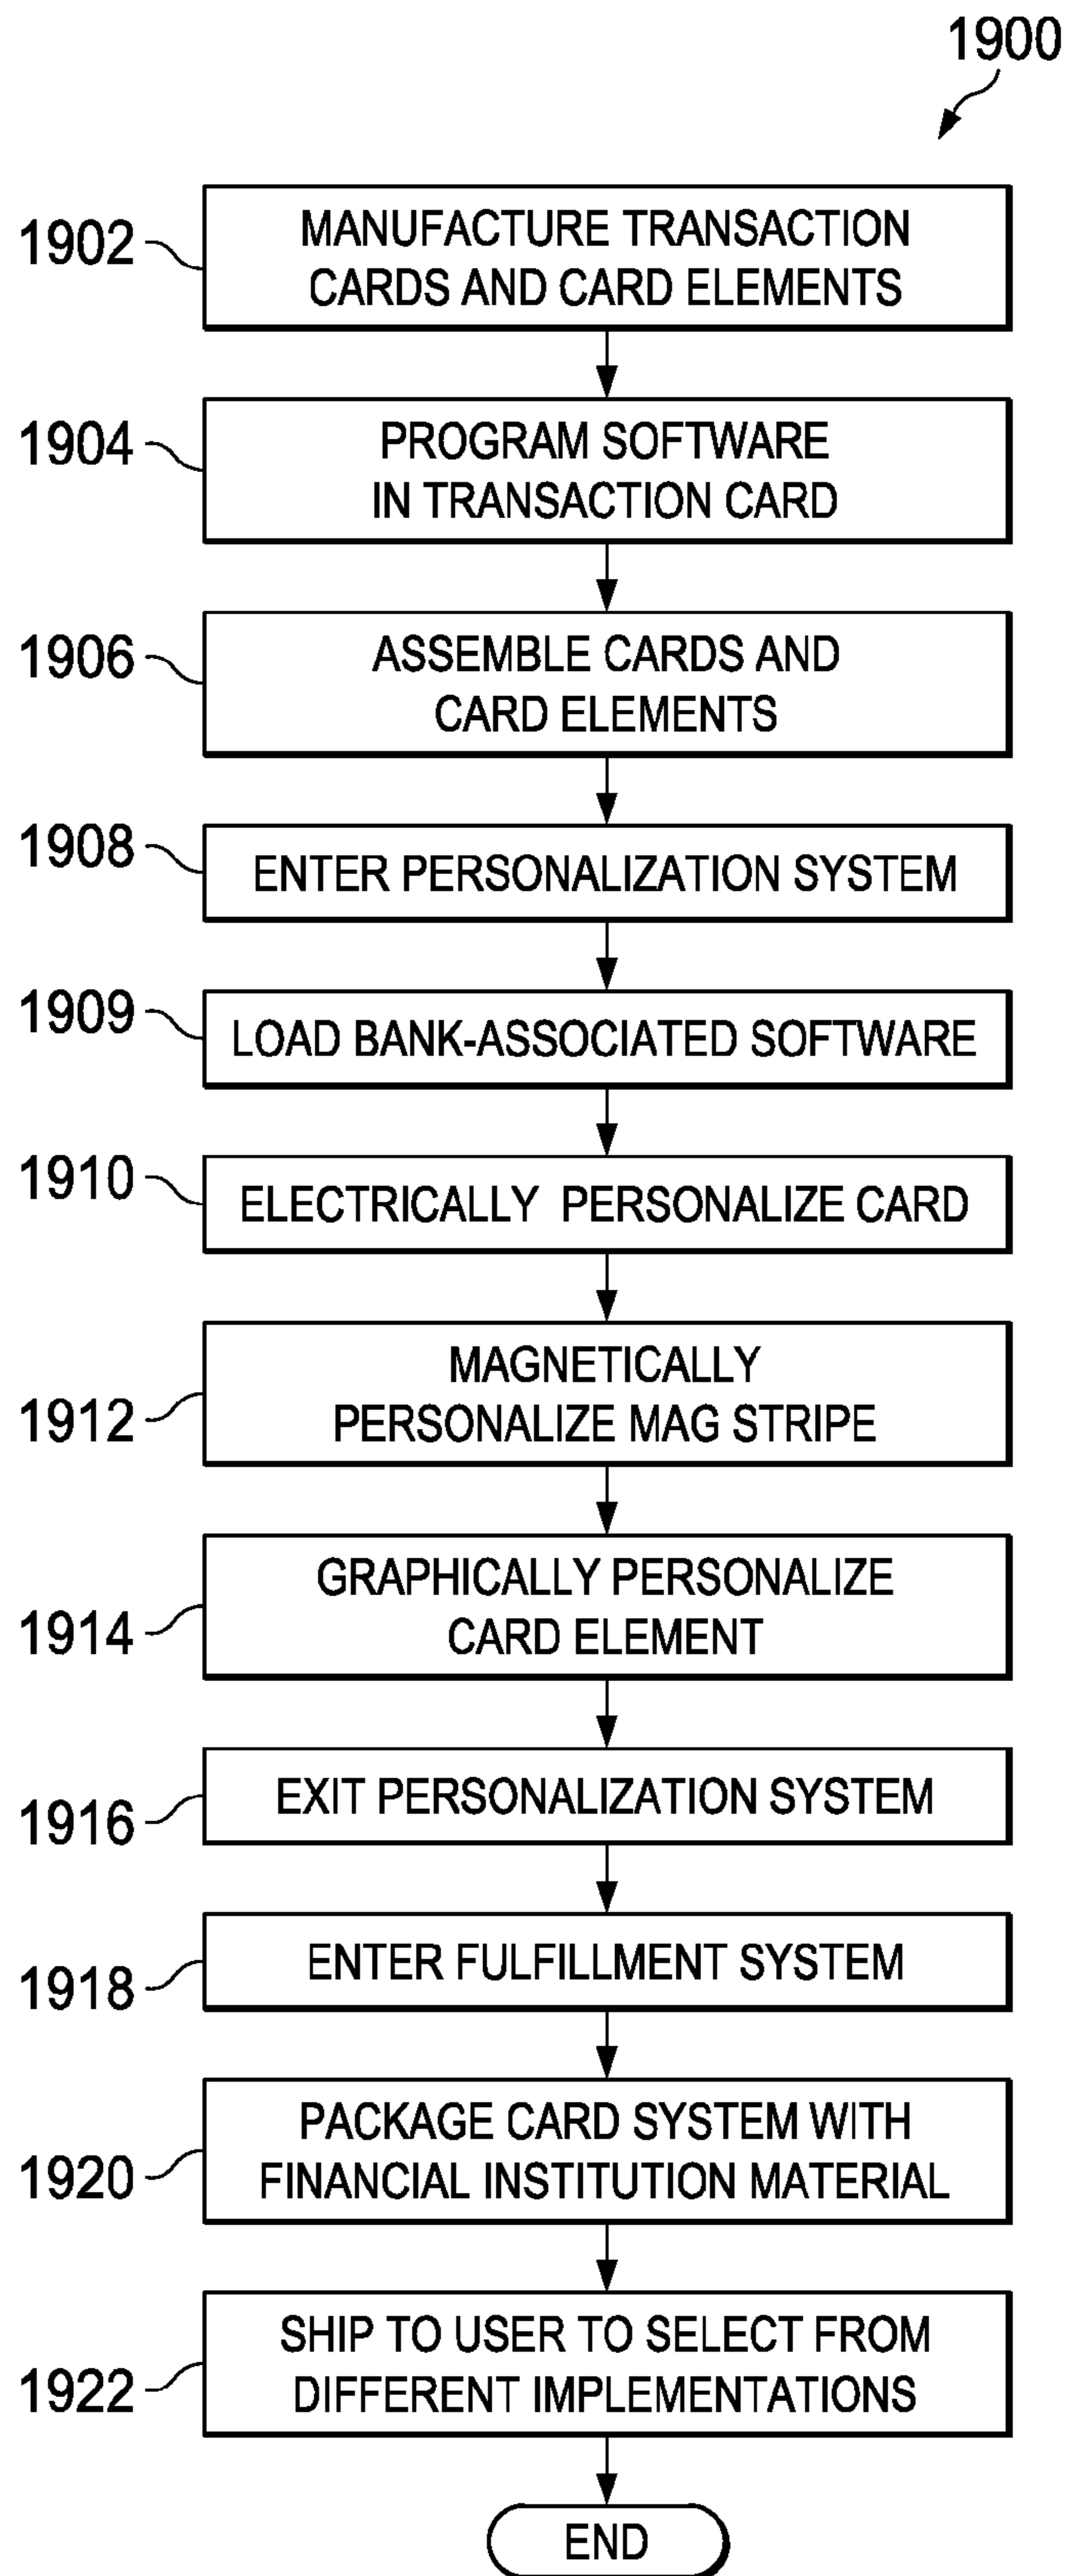 1900
1902
MANUFACTURE TRANSACTION
CARDS AND CARD ELEMENTS
1904
PROGRAM SOFTWARE
IN TRANSACTION CARD
1906
ASSEMBLE CARDS AND
CARD ELEMENTS
1908
ENTER PERSONALIZATION SYSTEM
1909
LOAD BANK-ASSOCIATED SOFTWARE
1910
ELECTRICALLY PERSONALIZE CARD
1912
MAGNETICALLY
PERSONALIZE MAG STRIPE
1914
GRAPHICALLY PERSONALIZE
CARD ELEMENT
1916
EXIT PERSONALIZATION SYSTEM
1918
ENTER FULFILLMENT SYSTEM
1920
PACKAGE CARD SYSTEM WITH
FINANCIAL INSTITUTION MATERIAL
1922
SHIP TO USER TO SELECT FROM
DIFFERENT IMPLEMENTATIONS
END